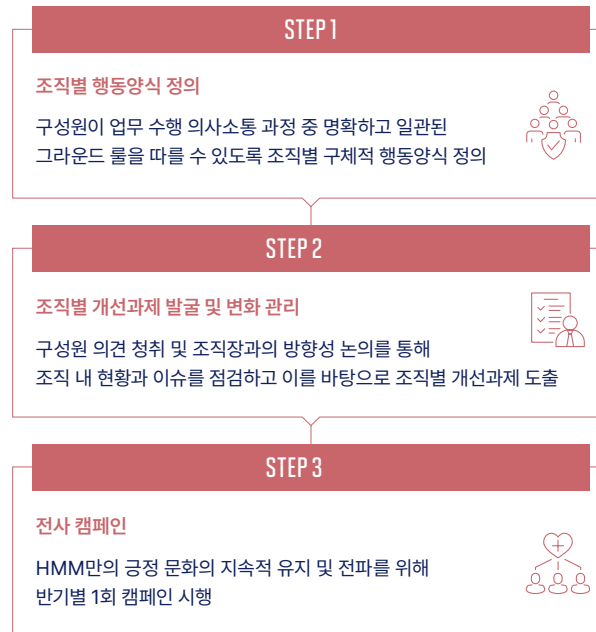 STEP 1
조직별 행동양식 정의
구성원이 업무 수행 의사소통 과정 중 명확하고 일관된
그라운드 룰을 따를 수 있도록 조직별 구체적 행동양식 정의
STEP 2
조직별 개선과제 발굴 및 변화 관리
구성원 의견 청취 및 조직장과의 방향성 논의를 통해
조직 내 현황과 이슈를 점검하고 이를 바탕으로 조직별 개선과제 도출
STEP 3
전사 캠페인
HMM만의 긍정 문화의 지속적 유지 및 전파를 위해
반기별 1회 캠페인 시행